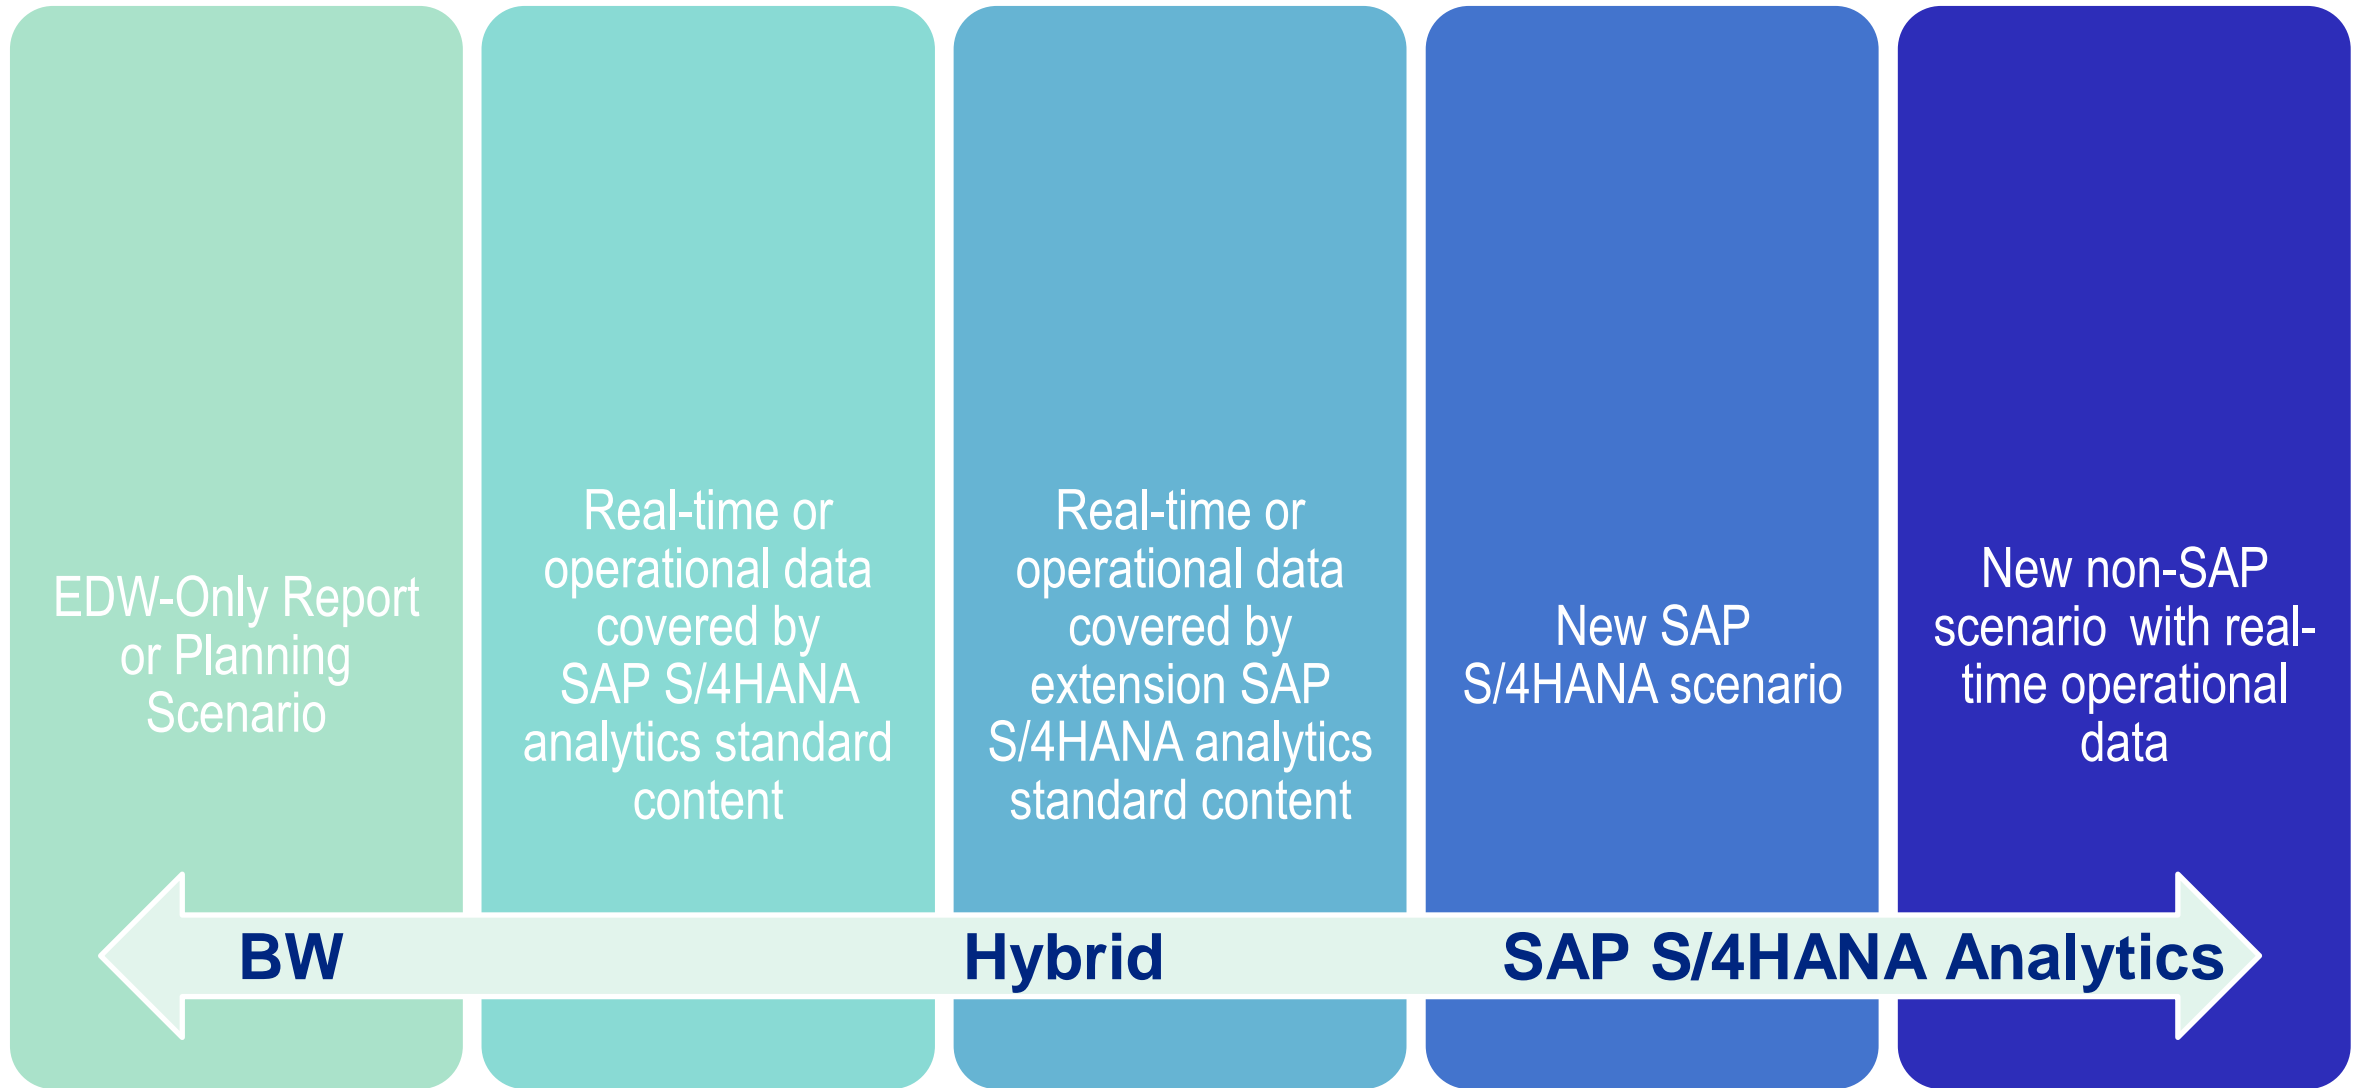 EDW-Only Report
or Planning
Scenario
Real-time or
operational data
covered by
SAP S/4HANA
analytics standard
content
Real-time or
operational data
covered by
extension SAP
S/4HANA analytics
standard content
New SAP
S/4HANA scenario
New non-SAP
scenario  with real-
time operational
data
BW
Hybrid
SAP S/4HANA Analytics